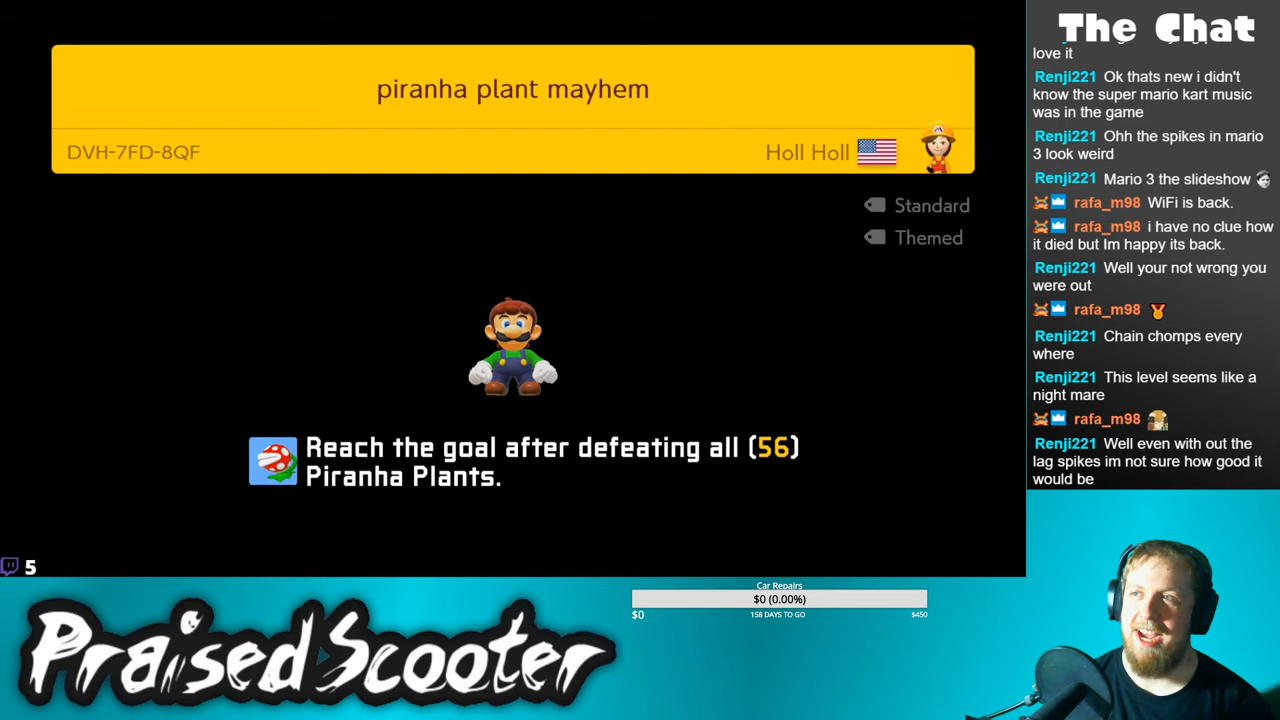 piranha plant mayhem
DVH-7FD-8QF
Holl Holl
Standard
Themed
Reach the goal after defeating all (56)
Piranha Plants.
5
PraisedScooter
Car Repairs
$0 (0.00%)
$0
158 DAYS TO GO
$450
The Chat
love it
Renji221 Ok thats new i didn't
know the super mario kart music
was in the game
Renji221 Ohh the spikes in mario
3 look weird
Renji221 Mario 3 the slideshow
rafa_m98 WiFi is back.
rafa_m98 i have no clue how
it died but Im happy its back.
Renji221 Well your not wrong you
were out
rafa_m98
Renji221 Chain chomps every
where
Renji221 This level seems like a
night mare
rafa_m98
Renji221 Well even with out the
lag spikes im not sure how good it
would be